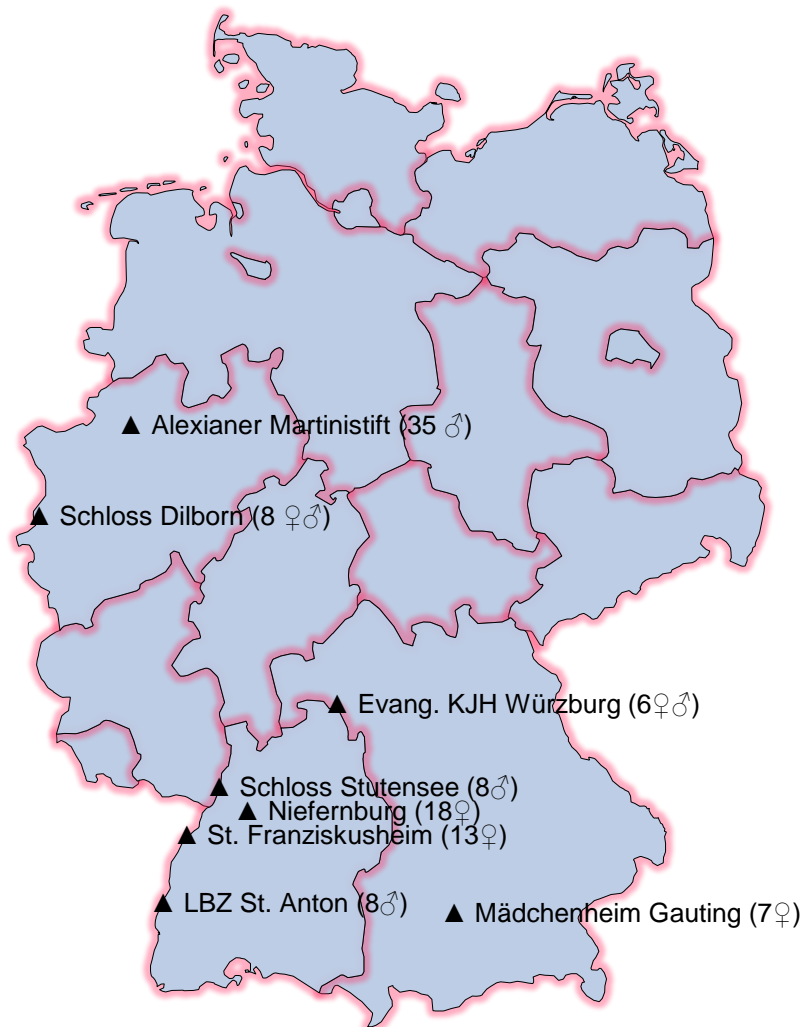 ▲ Alexianer Martinistift (35 ♂)
▲ Schloss Dilborn (8 ♀♂)
▲ Evang. KJH Würzburg (6♀♂)
▲ Schloss Stutensee (8♂)
▲ Niefernburg (18♀)
▲ St. Franziskusheim (13♀)
▲ LBZ St. Anton (8♂)
▲ Mädchenheim Gauting (7♀)